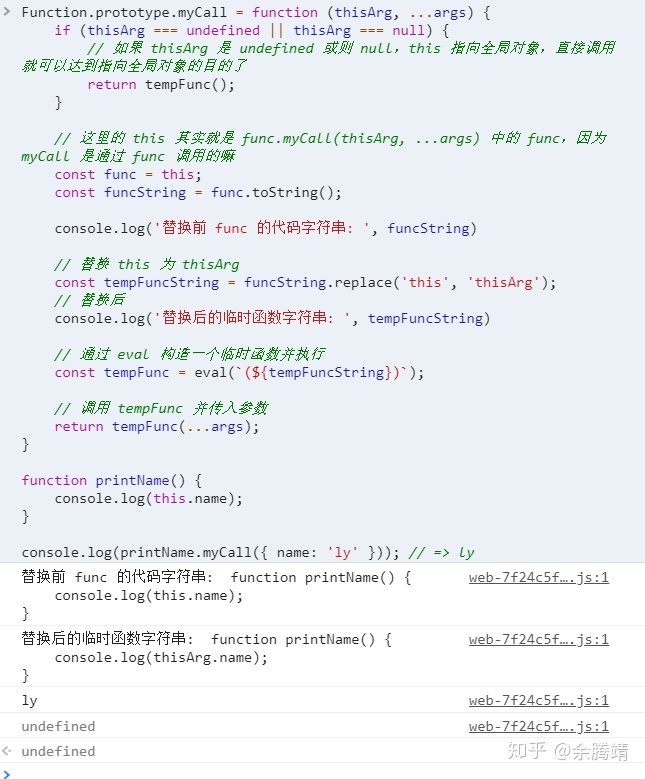 > Function.prototype.myCall = function (thisArg, ...args) {
    if (thisArg === undefined || thisArg === null) {
        // 如果 thisArg 是 undefined 或则 null，this 指向全局对象，直接调用
就可以达到指向全局对象的目的了
        return tempFunc();
    }
    // 这里的 this 其实就是 func.myCall(thisArg, ...args) 中的 func，因为
myCall 是通过 func 调用的嘛
    const func = this;
    const funcString = func.toString();
    console.log('替换前 func 的代码字符串: ', funcString)
    // 替换 this 为 thisArg
    const tempFuncString = funcString.replace('this', 'thisArg');
    // 替换后
    console.log('替换后的临时函数字符串: ', tempFuncString)
    // 通过 eval 构造一个临时函数并执行
    const tempFunc = eval(`(${tempFuncString})`);
    // 调用 tempFunc 并传入参数
    return tempFunc(...args);
}
function printName() {
    console.log(this.name);
}
console.log(printName.myCall({ name: 'ly' })); // => ly
替换前 func 的代码字符串:  function printName() { web-7f24c5f….js:1
    console.log(this.name);
}
替换后的临时函数字符串:  function printName() { web-7f24c5f….js:1
    console.log(thisArg.name);
}
ly web-7f24c5f….js:1
undefined web-7f24c5f….js:1
undefined
知乎 @余腾靖
>